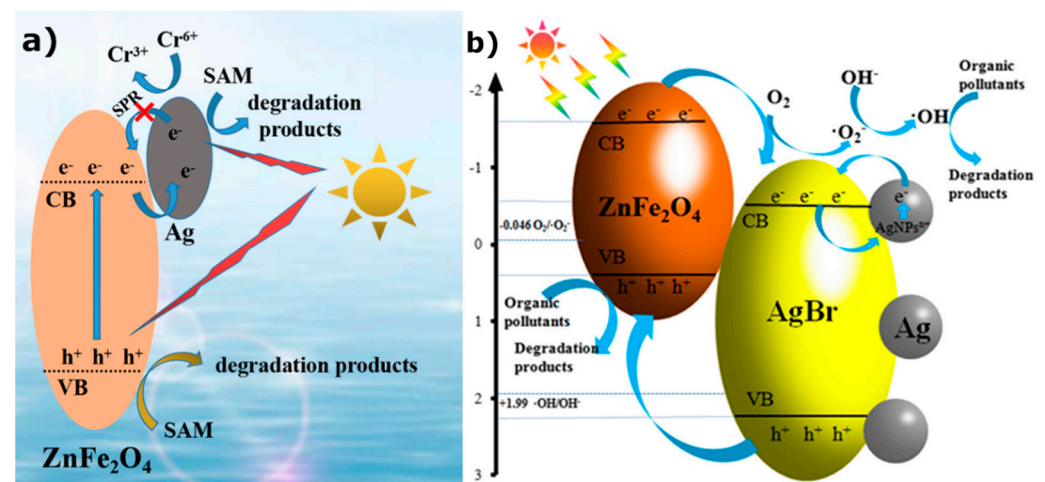 a)
Cr³⁺
Cr⁶⁺
SAM
degradation
products
SPR
e⁻
e⁻ e⁻ e⁻
e⁻
CB
Ag
h⁺ h⁺ h⁺
VB
degradation products
SAM
ZnFe₂O₄
b)
-2
-1
0
1
2
3
-0.046 O₂/·O₂⁻
+1.99 ·OH/OH⁻
e⁻ e⁻ e⁻
CB
ZnFe₂O₄
VB
h⁺ h⁺ h⁺
O₂
·O₂⁻
OH⁻
·OH
Organic
pollutants
Degradation
products
Organic
pollutants
Degradation
products
e⁻ e⁻ e⁻
CB
e⁻
AgBr
Ag
VB
h⁺ h⁺ h⁺